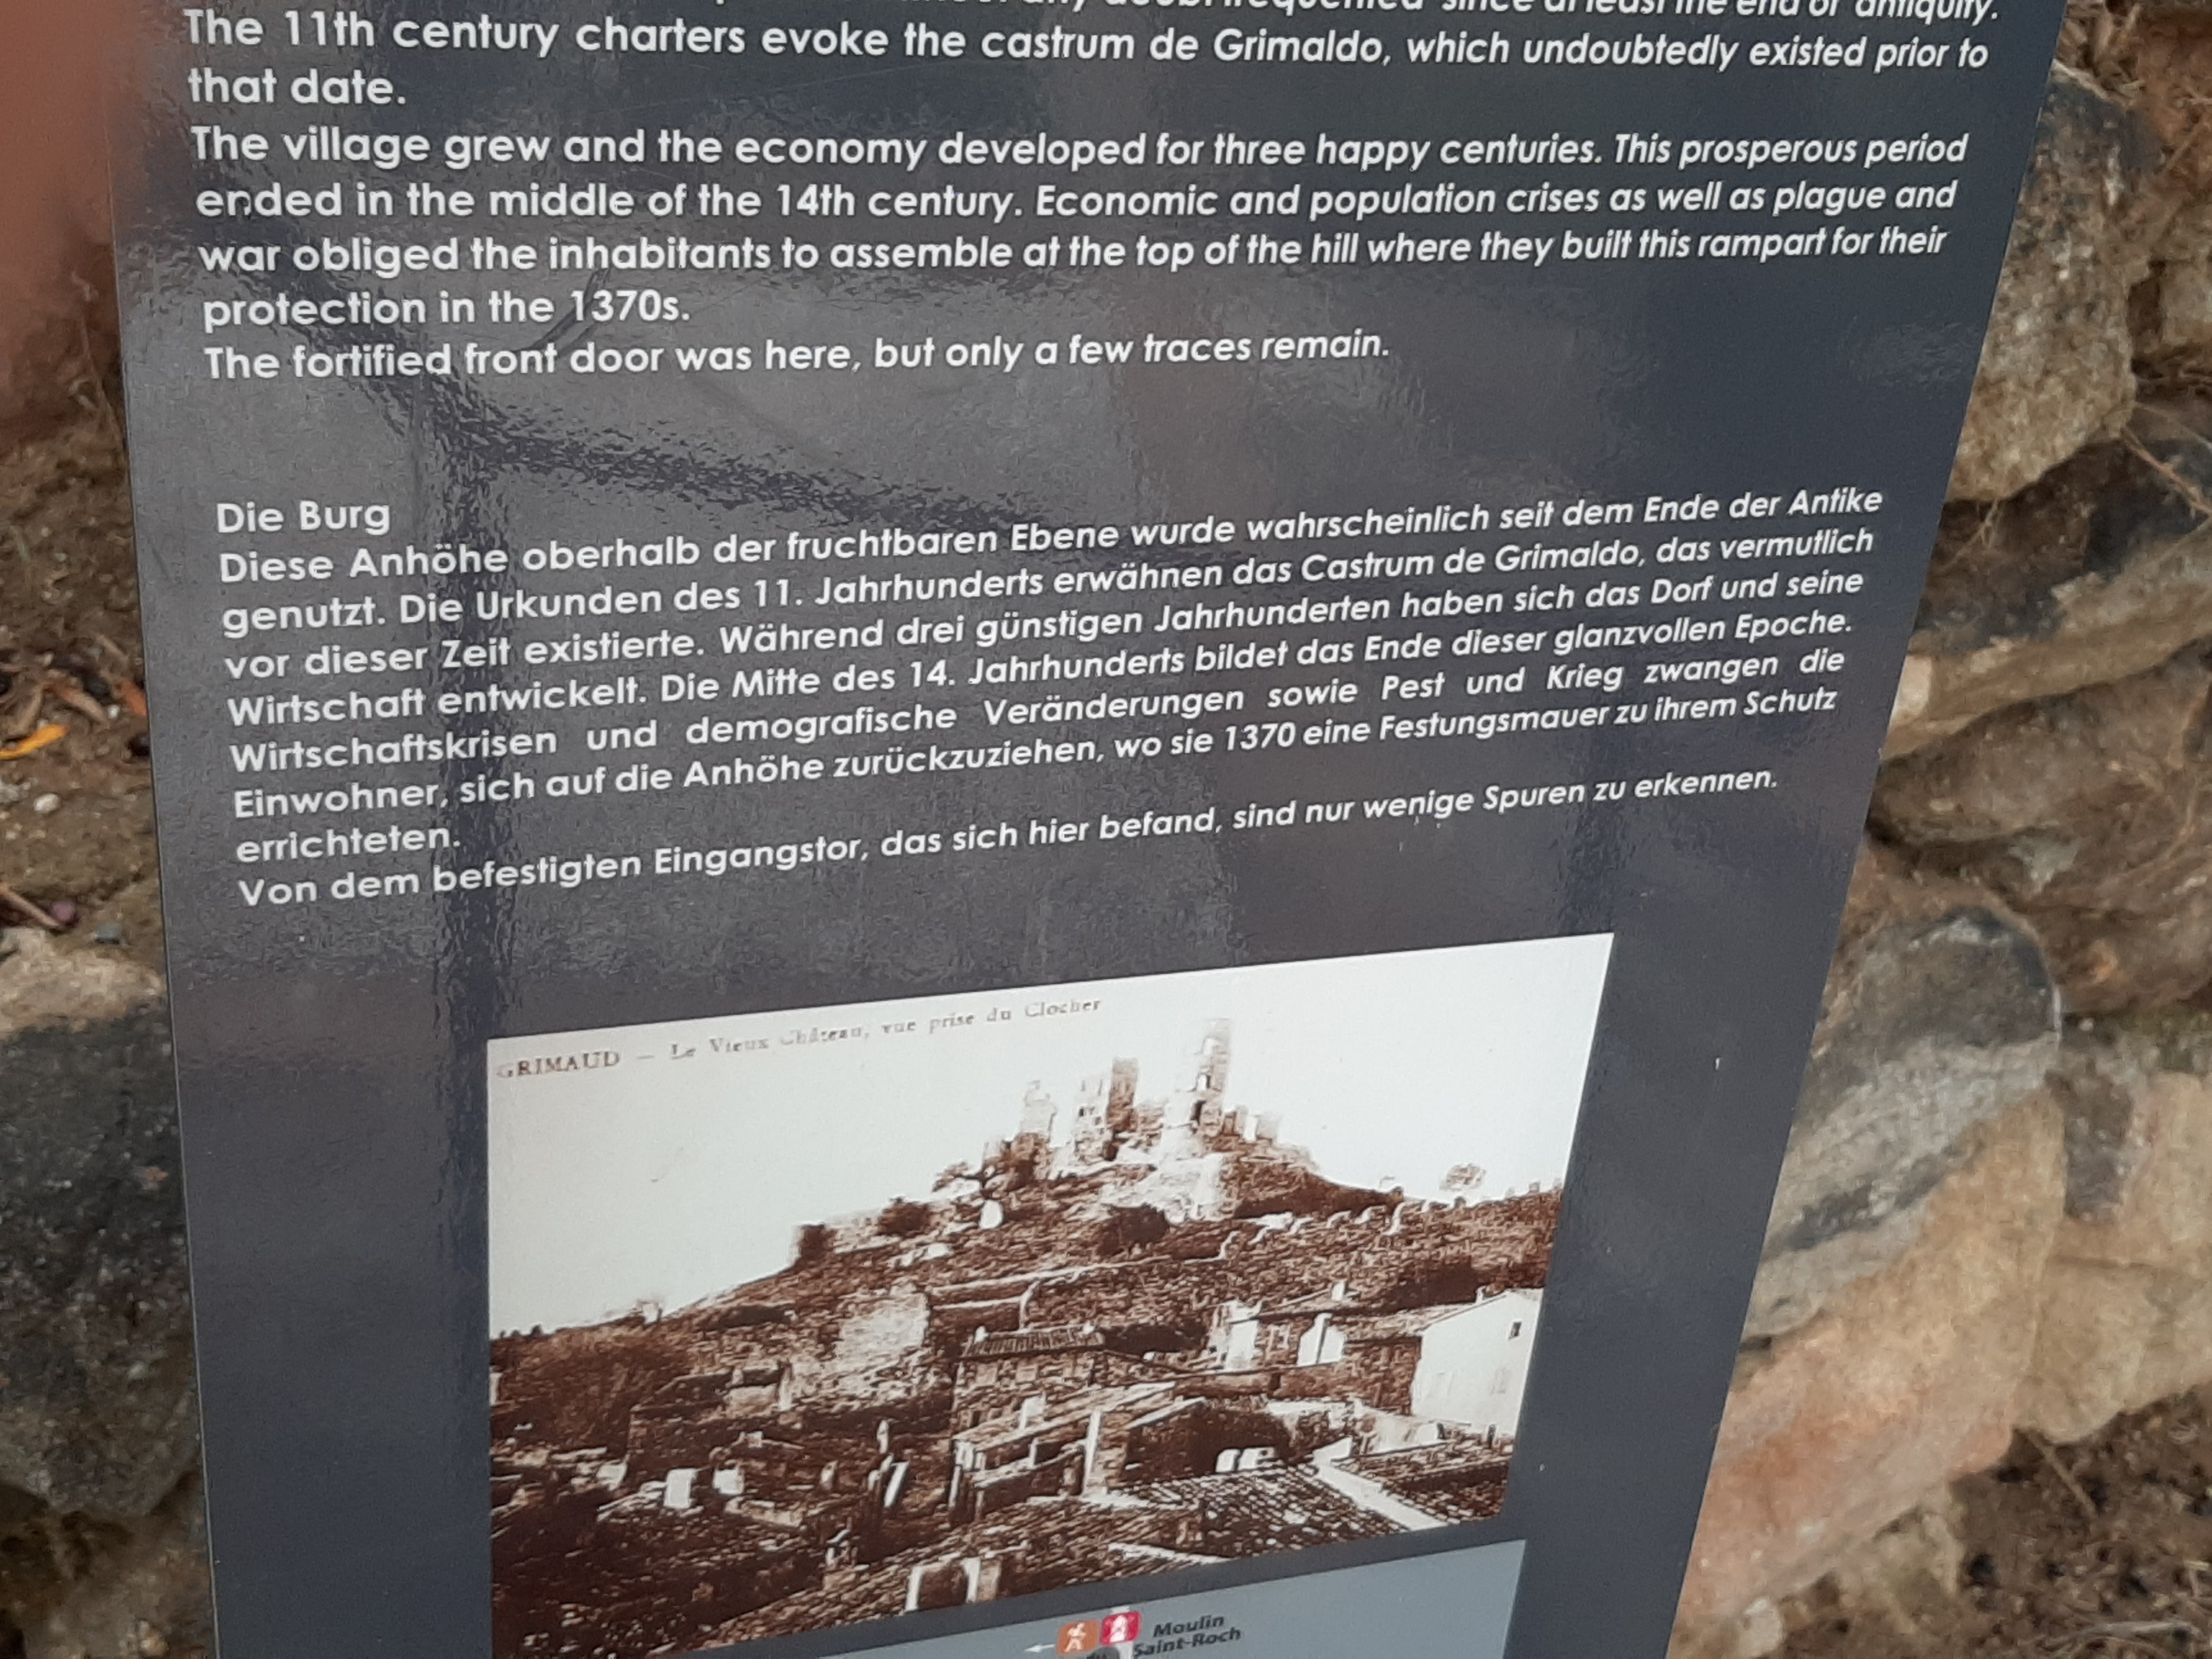 frequented since at least the end of antiquity.
The 11th century charters evoke the castrum de Grimaldo, which undoubtedly existed prior to
that date.
The village grew and the economy developed for three happy centuries. This prosperous period
ended in the middle of the 14th century. Economic and population crises as well as plague and
war obliged the inhabitants to assemble at the top of the hill where they built this rampart for their
protection in the 1370s.
The fortified front door was here, but only a few traces remain.
Die Burg
Diese Anhöhe oberhalb der fruchtbaren Ebene wurde wahrscheinlich seit dem Ende der Antike
genutzt. Die Urkunden des 11. Jahrhunderts erwähnen das Castrum de Grimaldo, das vermutlich
vor dieser Zeit existierte. Während drei günstigen Jahrhunderten haben sich das Dorf und seine
Wirtschaft entwickelt. Die Mitte des 14. Jahrhunderts bildet das Ende dieser glanzvollen Epoche.
Wirtschaftskrisen und demografische Veränderungen sowie Pest und Krieg zwangen die
Einwohner, sich auf die Anhöhe zurückzuziehen, wo sie 1370 eine Festungsmauer zu ihrem Schutz
errichteten.
Von dem befestigten Eingangstor, das sich hier befand, sind nur wenige Spuren zu erkennen.
GRIMAUD — Le Vieux Château, vue prise du Clocher
Moulin
Saint-Roch